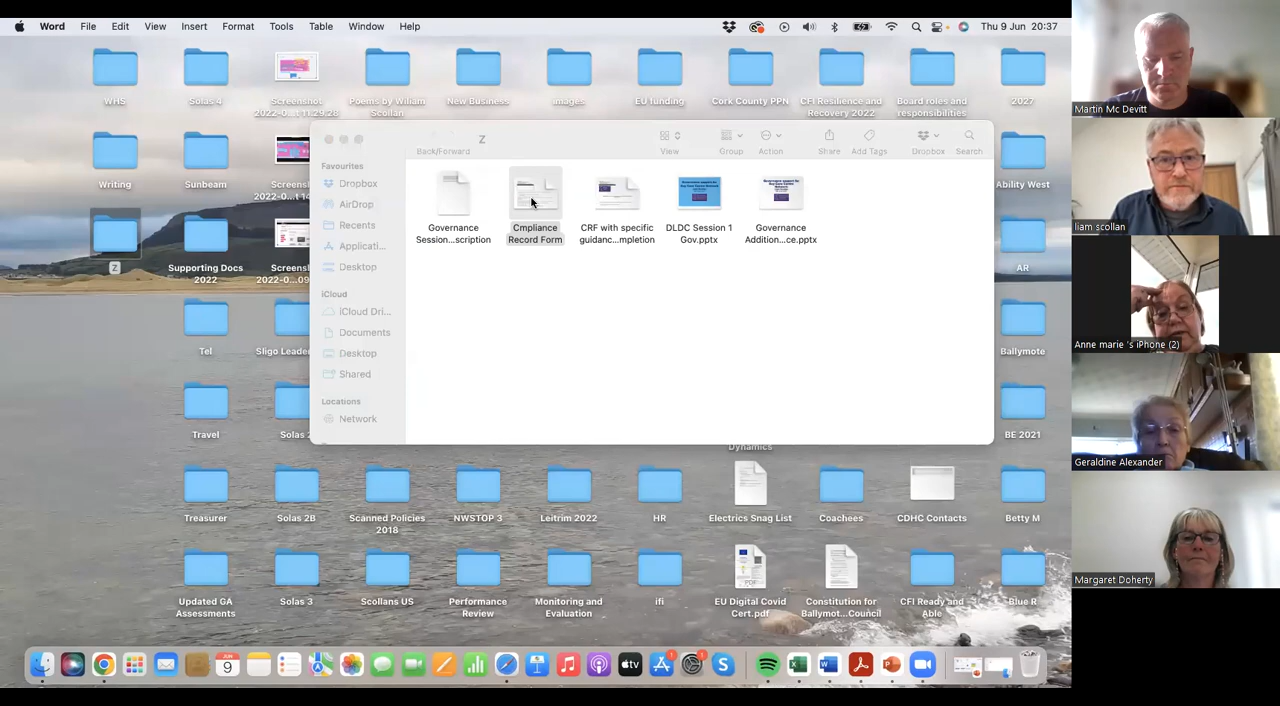 Word File Edit View Insert Format Tools Table Window Help Thu 9 Jun 20:37
WHS
Solas 4
Screenshot
2022-0...t 11.29.28
Poems by Wiliam
Scollan
New Business
images
EU funding
Cork County PPN
CFI Resilience and
Recovery 2022
Board roles and
responsibilities
2027
Martin Mc Devitt
Z
Back/Forward
View
Group
Action
Share
Add Tags
Dropbox
Search
Favourites
Dropbox
AirDrop
Recents
Applicati...
Desktop
iCloud
iCloud Dri...
Documents
Desktop
Shared
Locations
Network
Governance
Session...scription
Cmpliance
Record Form
CRF with specific
guidanc...mpletion
DLDC Session 1
Gov.pptx
Governance
Addition...ce.pptx
Writing
Sunbeam
Ability West
liam scollan
Z
Supporting Docs
2022
AR
Tel
Ballymote
Anne marie 's iPhone (2)
Travel
Dynamics
BE 2021
Geraldine Alexander
Treasurer
Solas 2B
Scanned Policies
2018
NWSTOP 3
Leitrim 2022
HR
Electrics Snag List
Coachees
CDHC Contacts
Betty M
Updated GA
Assessments
Solas 3
Scollans US
Performance
Review
Monitoring and
Evaluation
ifi
EU Digital Covid
Cert.pdf
Constitution for
Ballymot...Council
CFI Ready and
Able
Blue R
Margaret Doherty
JUN
9
tv